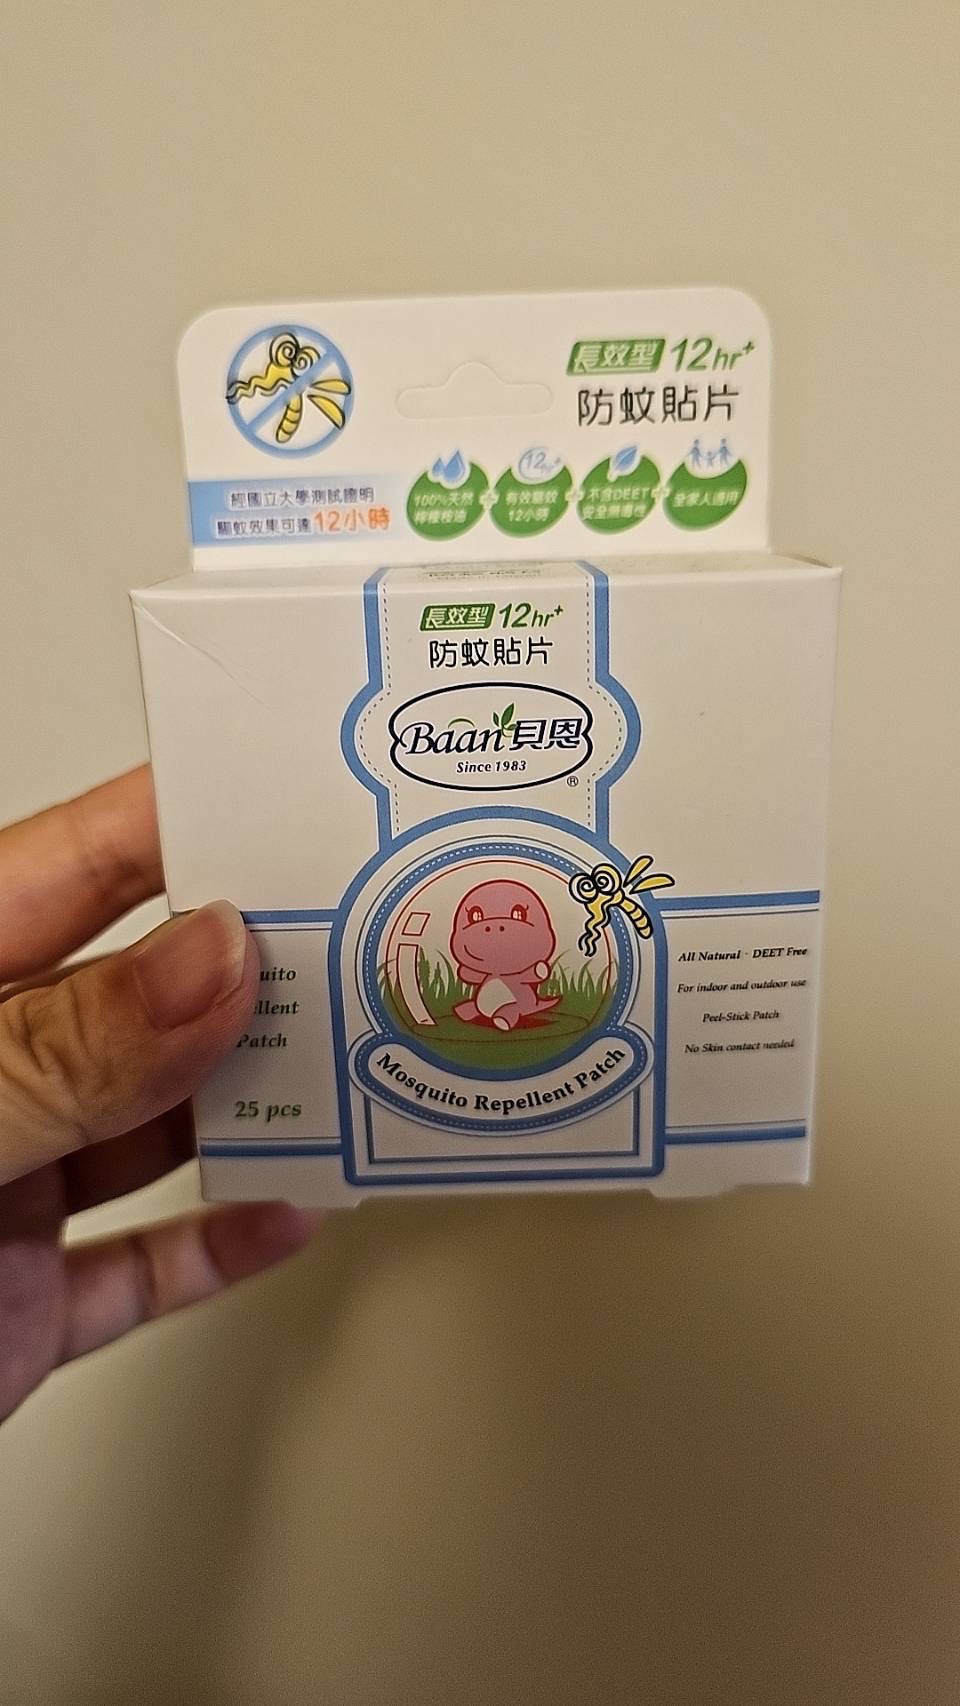 長效型 12hr+
防蚊貼片
經國立大學測試證明
驅蚊效果可達12小時
100%天然
檸檬桉油
12hr+
有效驅蚊
12小時
不含DEET
安全無毒性
全家人適用
長效型 12hr+
防蚊貼片
Baan貝恩
Since 1983
®
Mosquito Repellent Patch
Patch
25 pcs
All Natural · DEET Free
For indoor and outdoor use
Peel-Stick Patch
No Skin contact needed